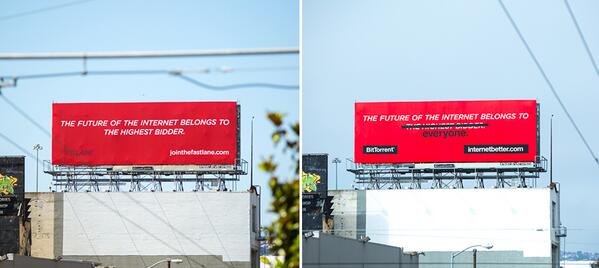 THE FUTURE OF THE INTERNET BELONGS TO
THE HIGHEST BIDDER.
jointhefastlane.com
THE FUTURE OF THE INTERNET BELONGS TO
THE HIGHEST BIDDER.
everyone.
BitTorrent
internetbetter.com